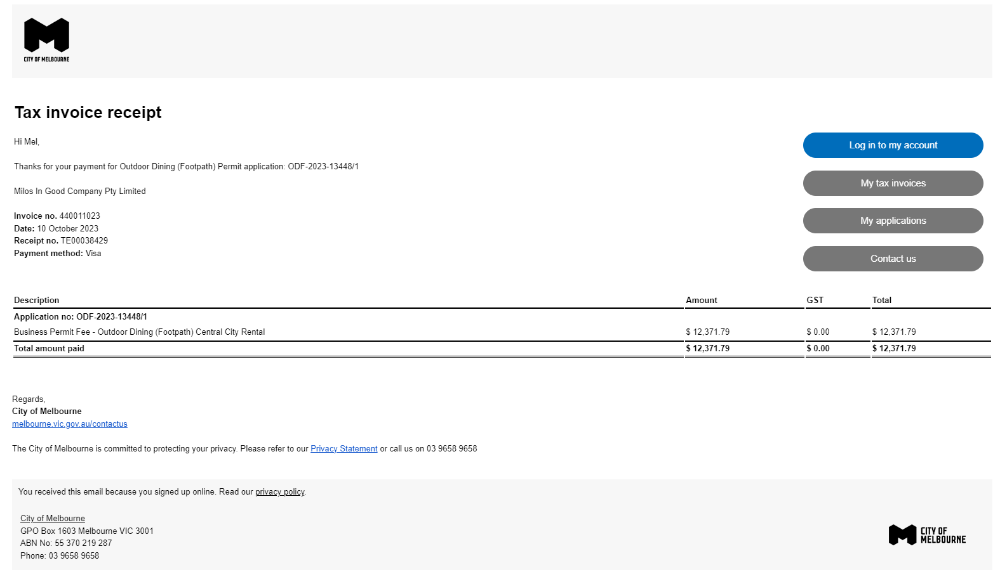 CITY OF MELBOURNE
Tax invoice receipt
Hi Mel,
Thanks for your payment for Outdoor Dining (Footpath) Permit application: ODF-2023-13448/1
Milos In Good Company Pty Limited
Invoice no. 440011023
Date: 10 October 2023
Receipt no. TE00038429
Payment method: Visa
Log in to my account
My tax invoices
My applications
Contact us
Description Amount GST Total
Application no: ODF-2023-13448/1
Business Permit Fee - Outdoor Dining (Footpath) Central City Rental $ 12,371.79 $ 0.00 $ 12,371.79
Total amount paid $ 12,371.79 $ 0.00 $ 12,371.79
Regards,
City of Melbourne
melbourne.vic.gov.au/contactus
The City of Melbourne is committed to protecting your privacy. Please refer to our Privacy Statement or call us on 03 9658 9658
You received this email because you signed up online. Read our privacy policy.
City of Melbourne
GPO Box 1603 Melbourne VIC 3001
ABN No: 55 370 219 287
Phone: 03 9658 9658
CITY OF
MELBOURNE